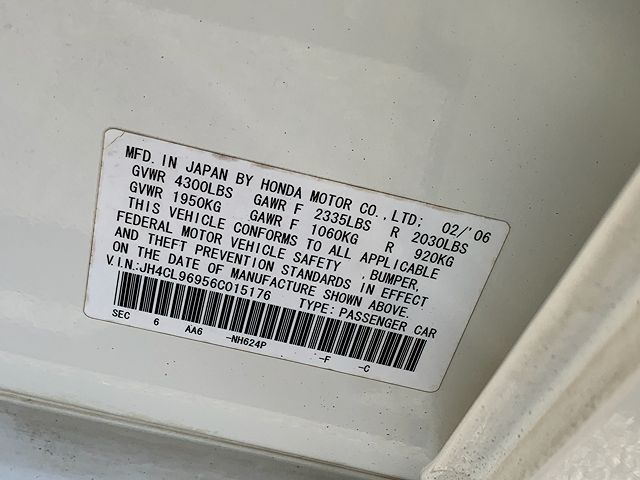 MFD. IN JAPAN BY HONDA MOTOR CO., LTD; 02/'06
GVWR 4300LBS GAWR F 2335LBS R 2030LBS
GVWR 1950KG GAWR F 1060KG R 920KG
THIS VEHICLE CONFORMS TO ALL APPLICABLE
FEDERAL MOTOR VEHICLE SAFETY , BUMPER,
AND THEFT PREVENTION STANDARDS IN EFFECT
ON THE DATE OF MANUFACTURE SHOWN ABOVE.
V.I.N.:JH4CL96956C015176 TYPE: PASSENGER CAR
SEC 6 AA6 -NH624P -F -C